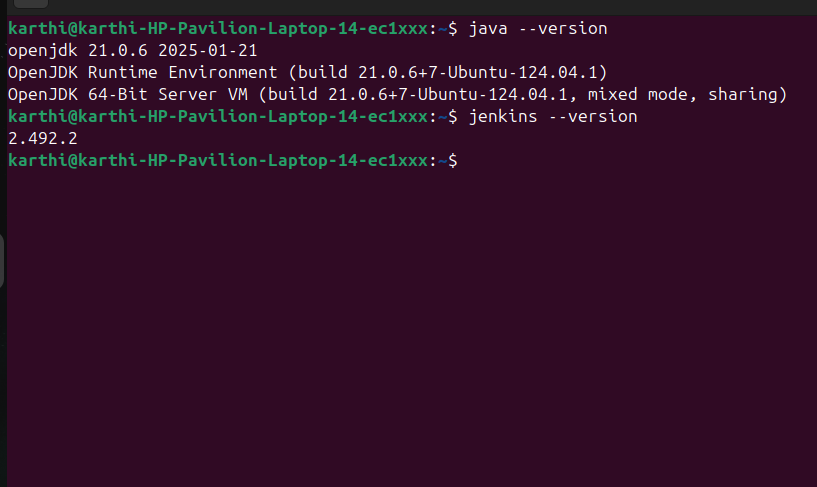 karthi@karthi-HP-Pavilion-Laptop-14-ec1xxx:~$ java --version
openjdk 21.0.6 2025-01-21
OpenJDK Runtime Environment (build 21.0.6+7-Ubuntu-124.04.1)
OpenJDK 64-Bit Server VM (build 21.0.6+7-Ubuntu-124.04.1, mixed mode, sharing)
karthi@karthi-HP-Pavilion-Laptop-14-ec1xxx:~$ jenkins --version
2.492.2
karthi@karthi-HP-Pavilion-Laptop-14-ec1xxx:~$